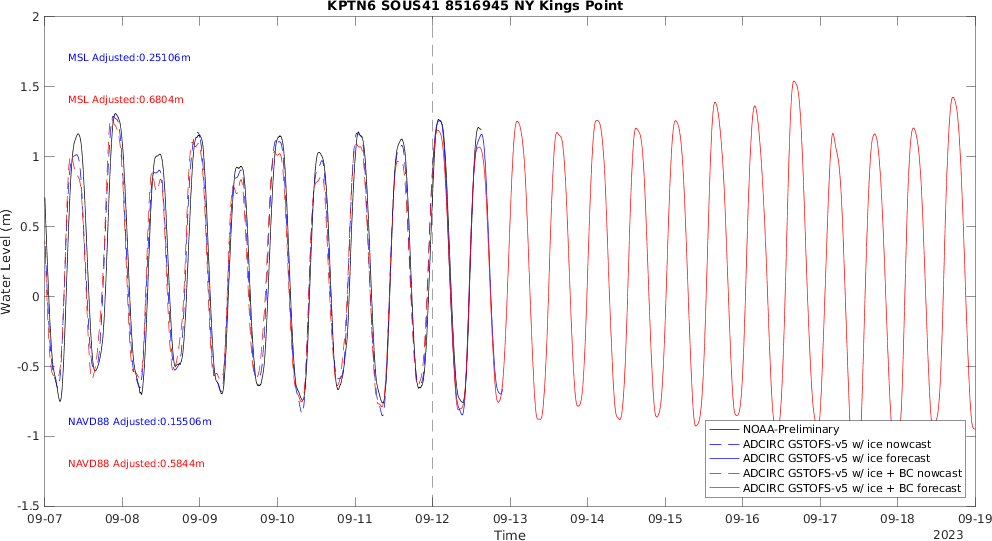 KPTN6 SOUS41 8516945 NY Kings Point
2
MSL Adjusted:0.25106m
1.5
MSL Adjusted:0.6804m
1
0.5
Water Level (m)
0
-0.5
NAVD88 Adjusted:0.15506m
NOAA-Preliminary
-1
ADCIRC GSTOFS-v5 w/ ice nowcast
ADCIRC GSTOFS-v5 w/ ice forecast
NAVD88 Adjusted:0.5844m
ADCIRC GSTOFS-v5 w/ ice + BC nowcast
ADCIRC GSTOFS-v5 w/ ice + BC forecast
-1.5
09-07 09-08 09-09 09-10 09-11 09-12 09-13 09-14 09-15 09-16 09-17 09-18 09-19
Time
2023